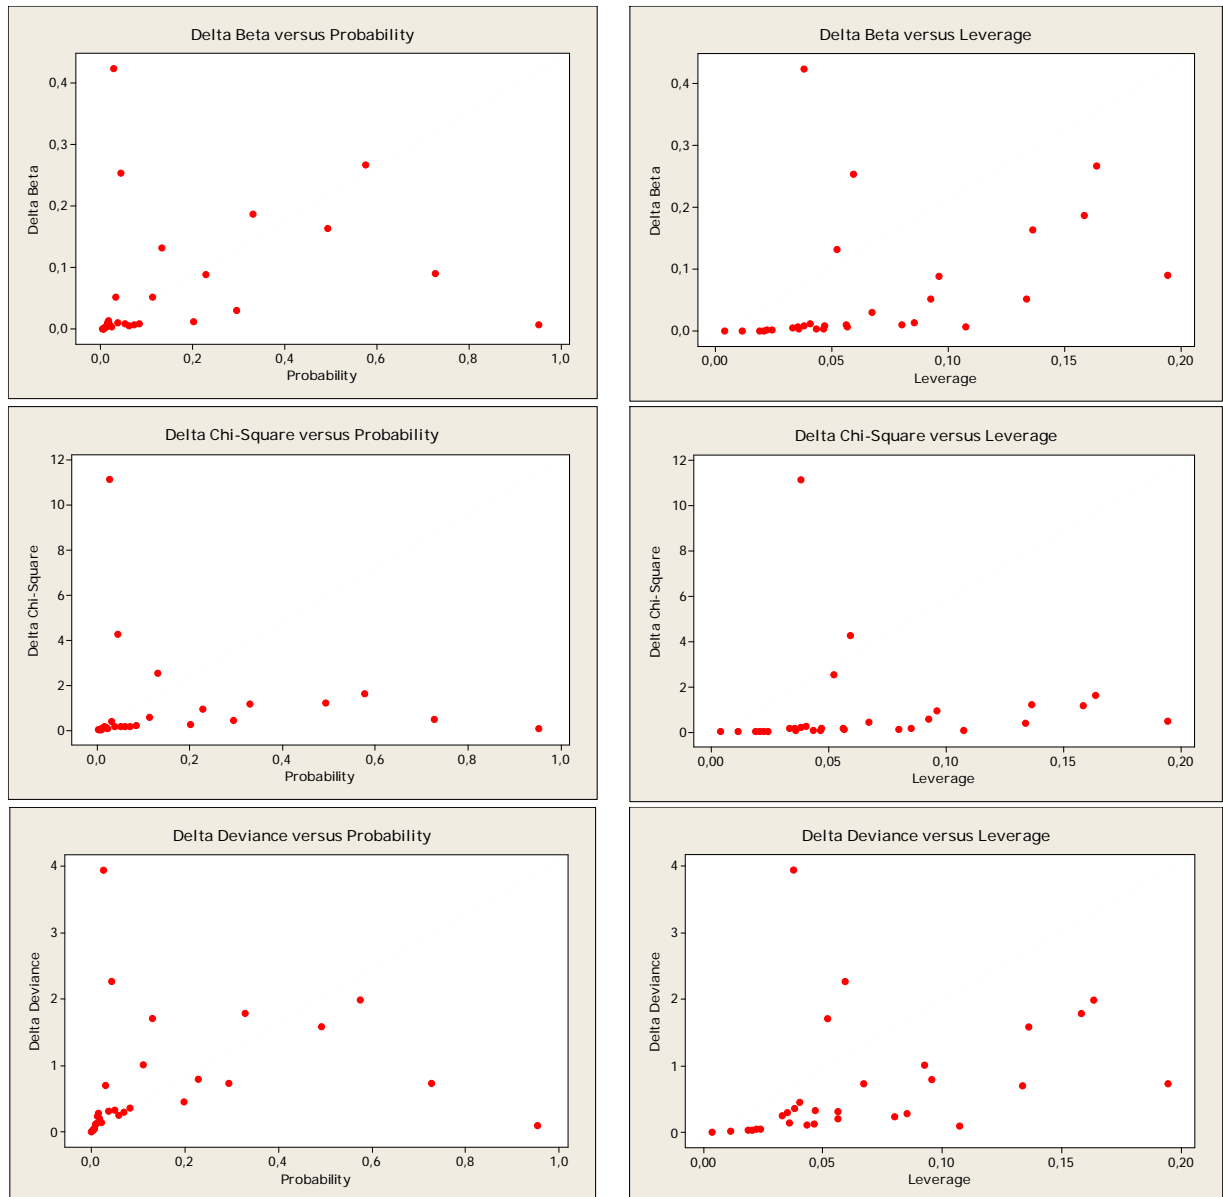 Delta Beta versus Probability
0,4
0,3
0,2
0,1
0,0
Delta Beta
0,0 0,2 0,4 0,6 0,8 1,0
Probability
Delta Beta versus Leverage
0,4
0,3
0,2
0,1
0,0
Delta Beta
0,00 0,05 0,10 0,15 0,20
Leverage
Delta Chi-Square versus Probability
12
10
8
6
4
2
0
Delta Chi-Square
0,0 0,2 0,4 0,6 0,8 1,0
Probability
Delta Chi-Square versus Leverage
12
10
8
6
4
2
0
Delta Chi-Square
0,00 0,05 0,10 0,15 0,20
Leverage
Delta Deviance versus Probability
4
3
2
1
0
Delta Deviance
0,0 0,2 0,4 0,6 0,8 1,0
Probability
Delta Deviance versus Leverage
4
3
2
1
0
Delta Deviance
0,00 0,05 0,10 0,15 0,20
Leverage